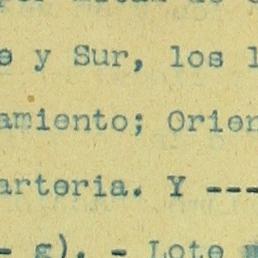 e y Sur, los l
amiento; Orien
artoria. Y ---
- g). - Lote